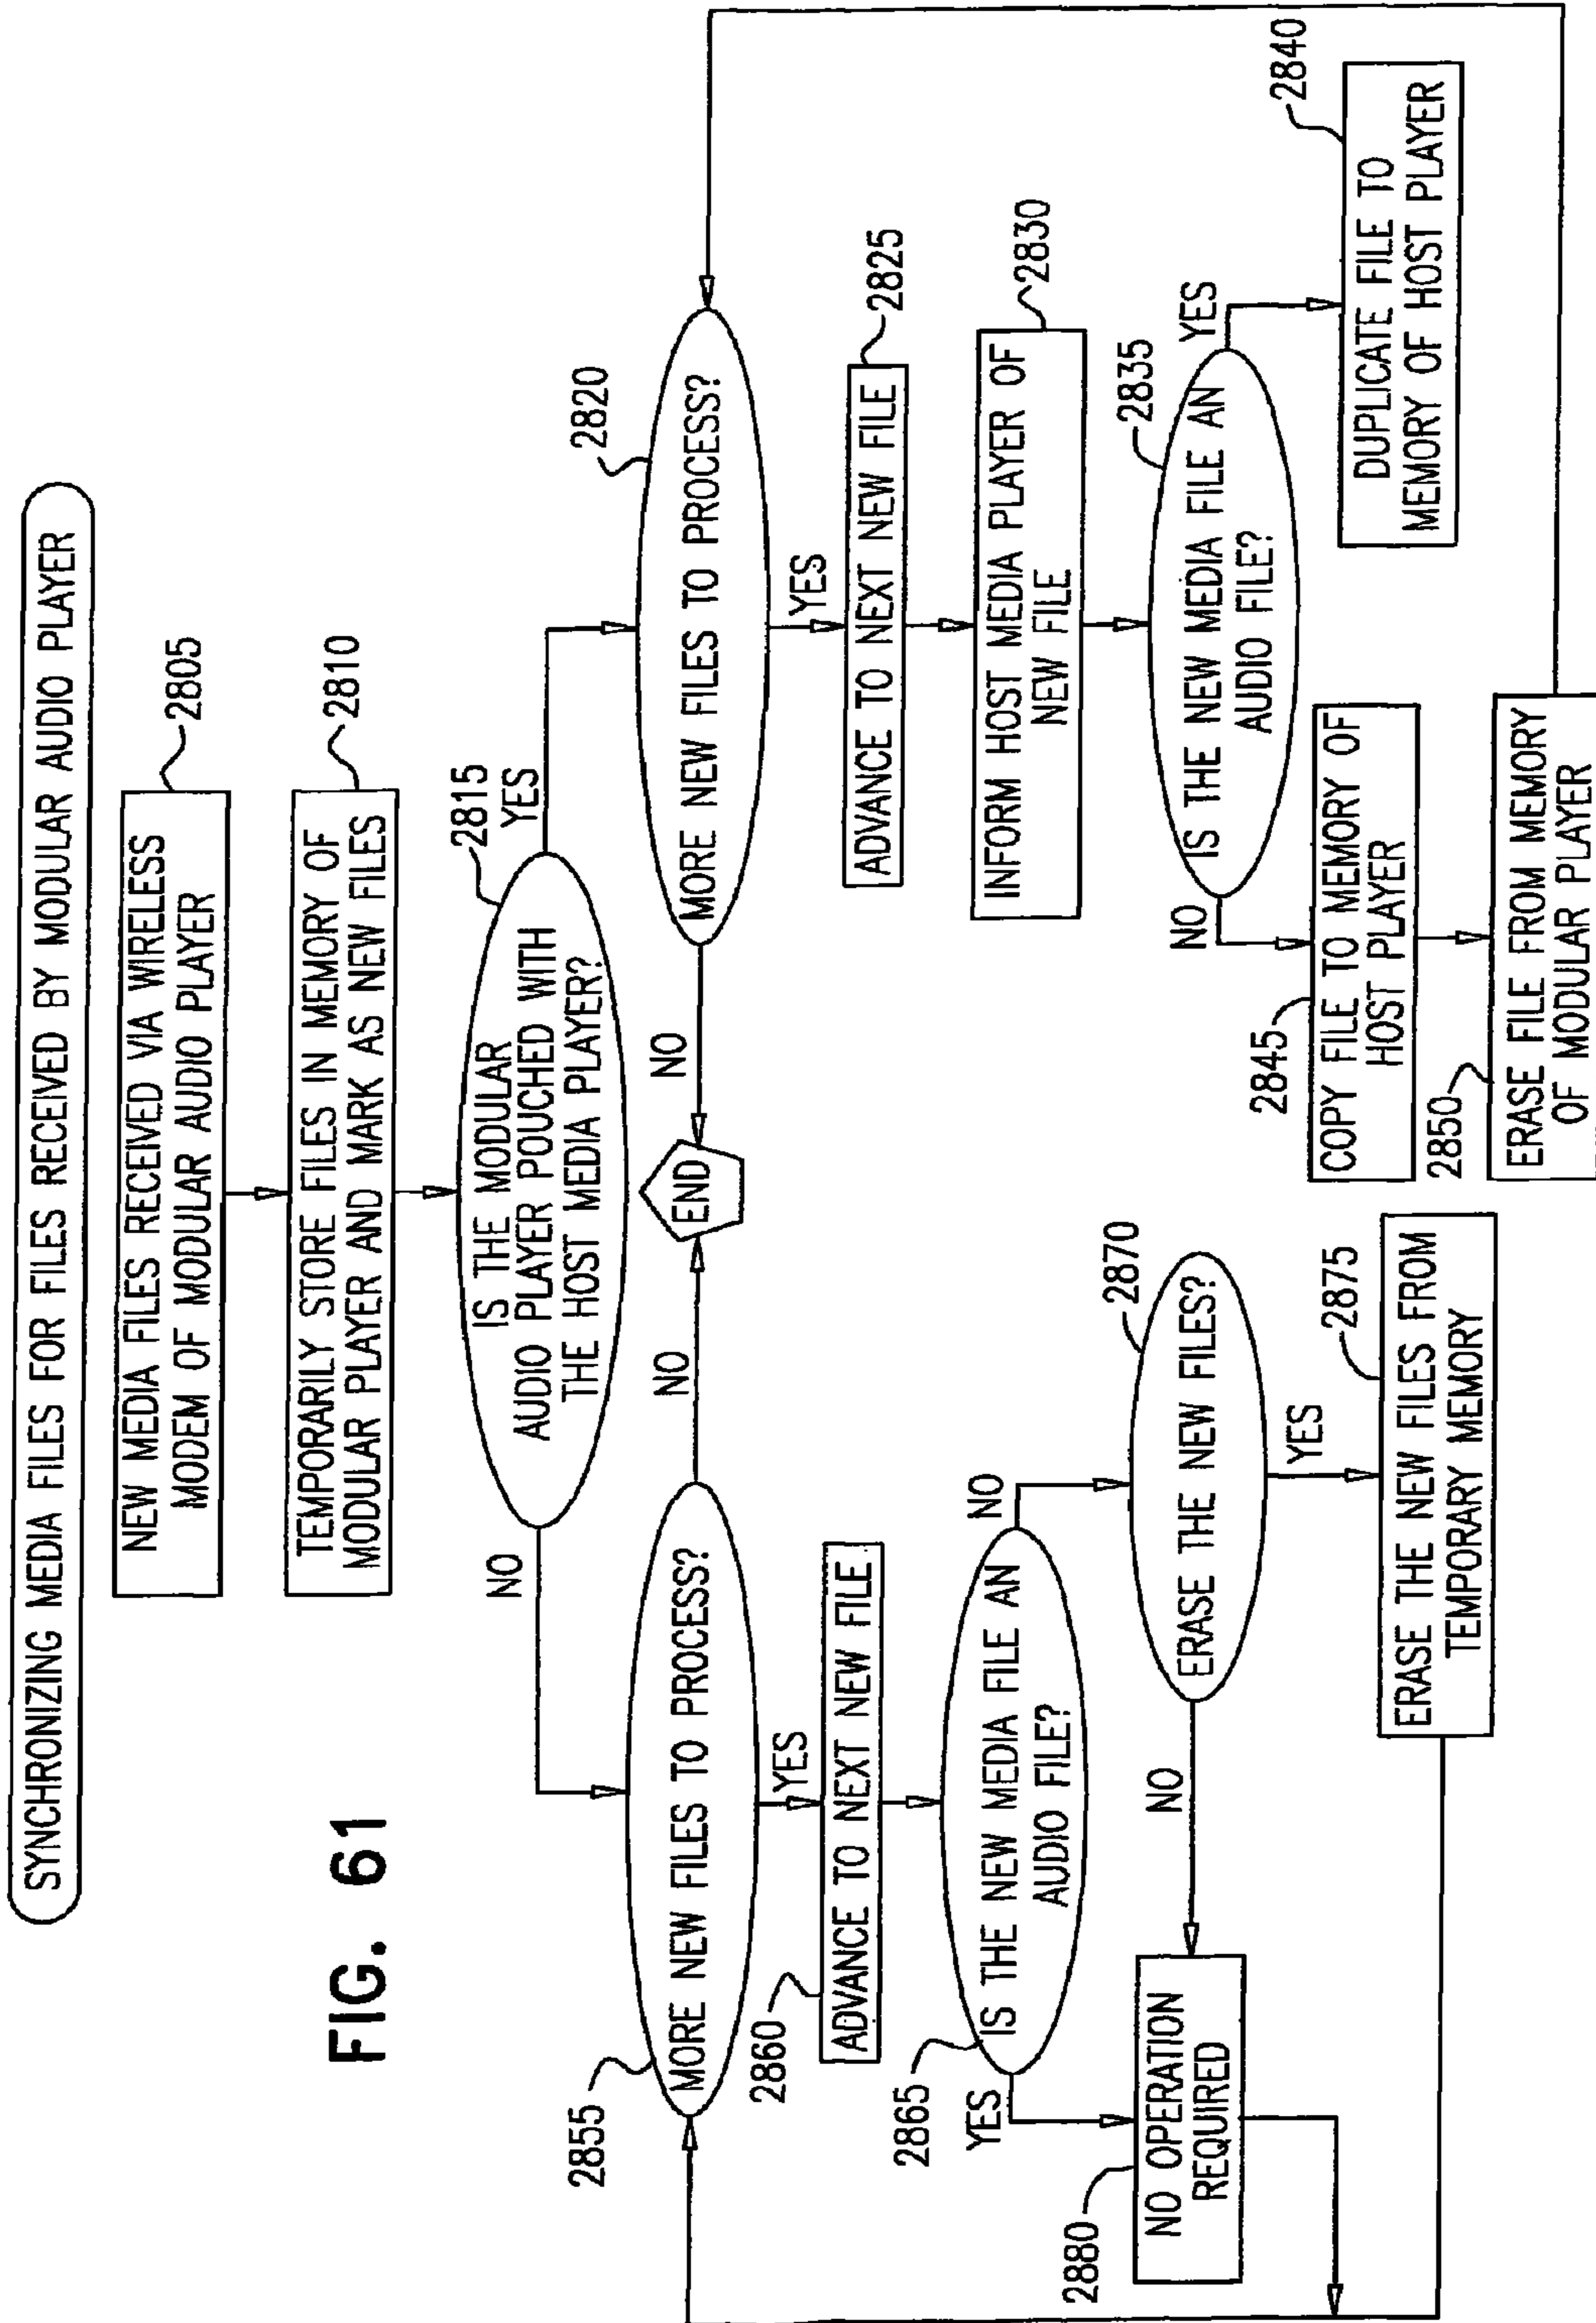 SYNCHRONIZING MEDIA FILES FOR FILES RECEIVED BY MODULAR AUDIO PLAYER
FIG. 61
NEW MEDIA FILES RECEIVED VIA WIRELESS
MODEM OF MODULAR AUDIO PLAYER
2805
TEMPORARILY STORE FILES IN MEMORY OF
MODULAR PLAYER AND MARK AS NEW FILES
2810
IS THE MODULAR
AUDIO PLAYER POUCHED WITH
THE HOST MEDIA PLAYER?
2815
NO
YES
2855
MORE NEW FILES TO PROCESS?
NO
END
NO
MORE NEW FILES TO PROCESS?
2820
YES
YES
2860
ADVANCE TO NEXT NEW FILE
ADVANCE TO NEXT NEW FILE
2825
INFORM HOST MEDIA PLAYER OF
NEW FILE
2830
2865
IS THE NEW MEDIA FILE AN
AUDIO FILE?
YES
NO
IS THE NEW MEDIA FILE AN
AUDIO FILE?
2835
NO
YES
2880
NO OPERATION
REQUIRED
NO
ERASE THE NEW FILES?
2870
YES
ERASE THE NEW FILES FROM
TEMPORARY MEMORY
2875
2845
COPY FILE TO MEMORY OF
HOST PLAYER
DUPLICATE FILE TO
MEMORY OF HOST PLAYER
2840
2850
ERASE FILE FROM MEMORY
OF MODULAR PLAYER